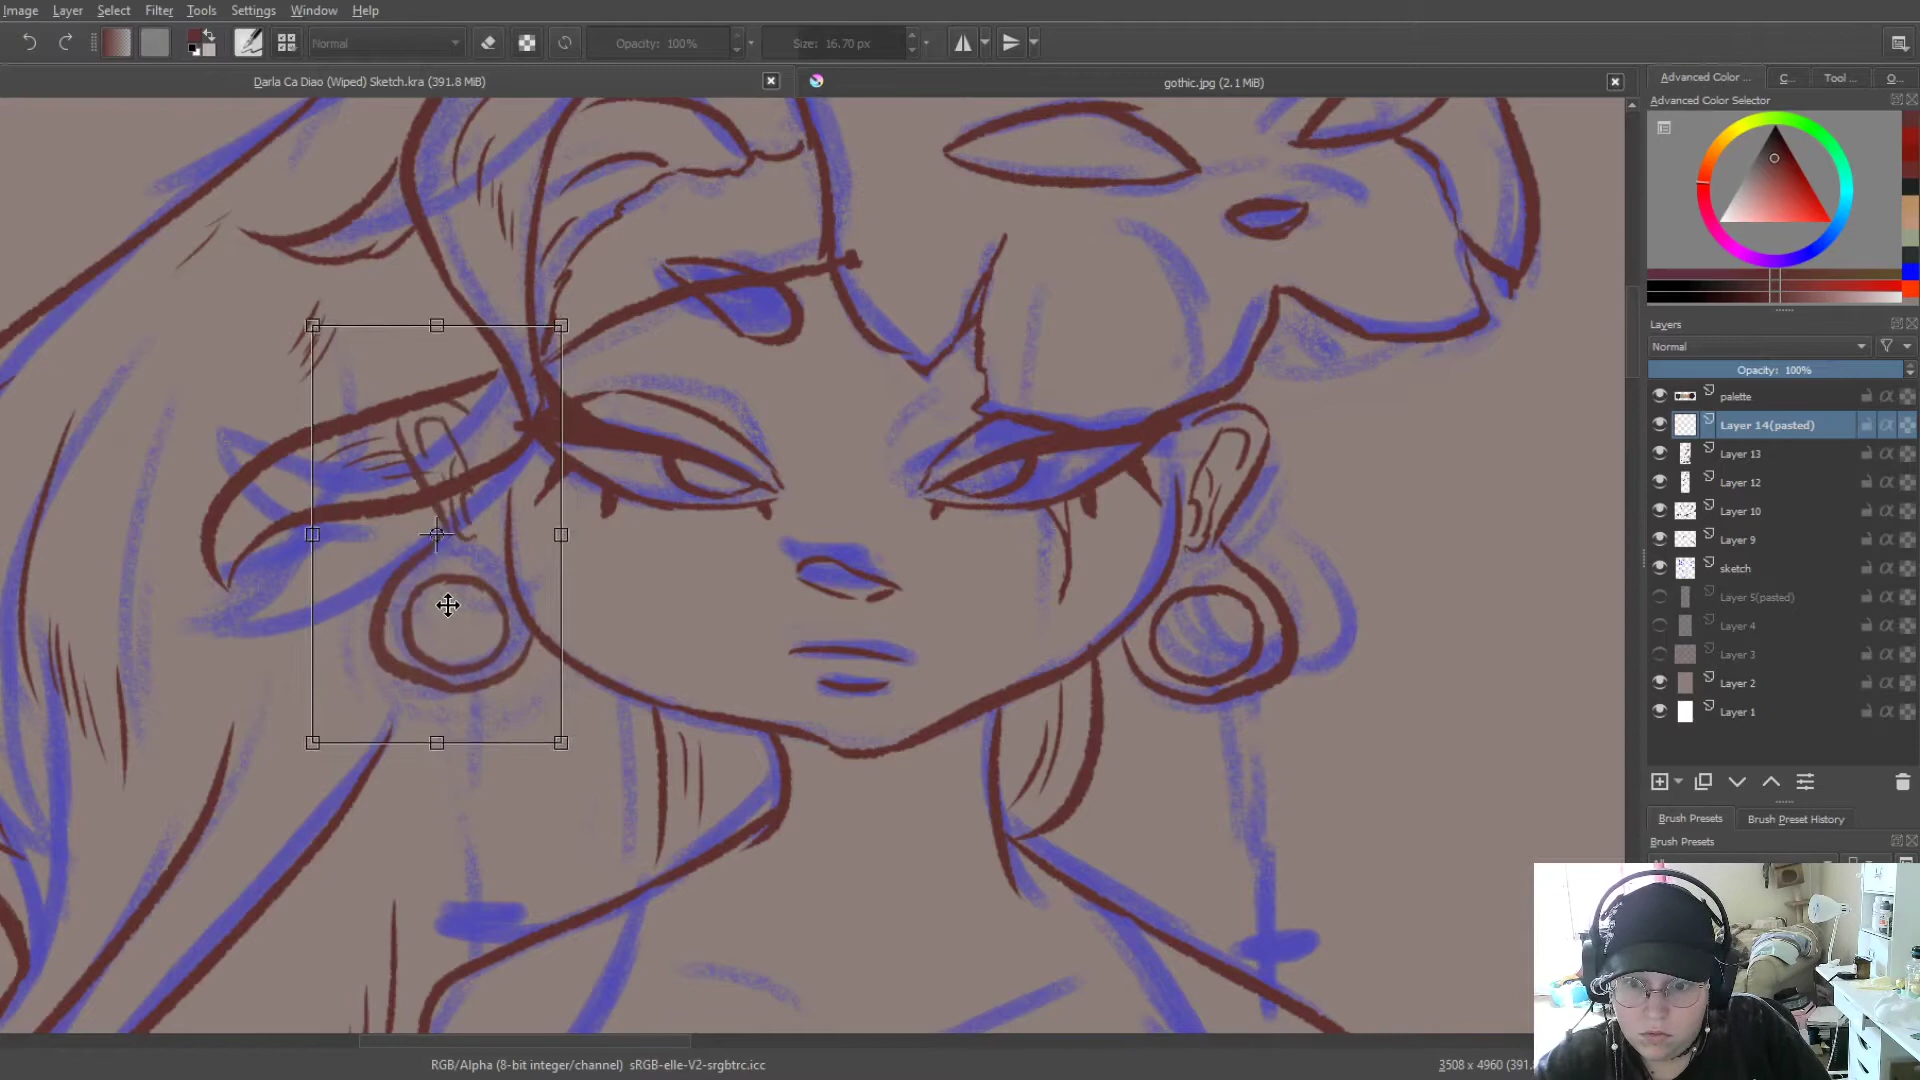 Image Layer Select Filter Tools Settings Window Help
Normal Opacity: 100% Size: 16.70 px
Darla Ca Diao (Wiped) Sketch.kra (391.8 MiB) gothic.jpg (2.1 MiB)
Advanced Color ... C... Tool ... O...
Advanced Color Selector
Layers
Normal
Opacity: 100%
palette
Layer 14(pasted)
Layer 13
Layer 12
Layer 10
Layer 9
sketch
Layer 5(pasted)
Layer 4
Layer 3
Layer 2
Layer 1
Brush Presets Brush Preset History
Brush Presets
RGB/Alpha (8-bit integer/channel) sRGB-elle-V2-srgbtrc.icc 3508 x 4960 (391.